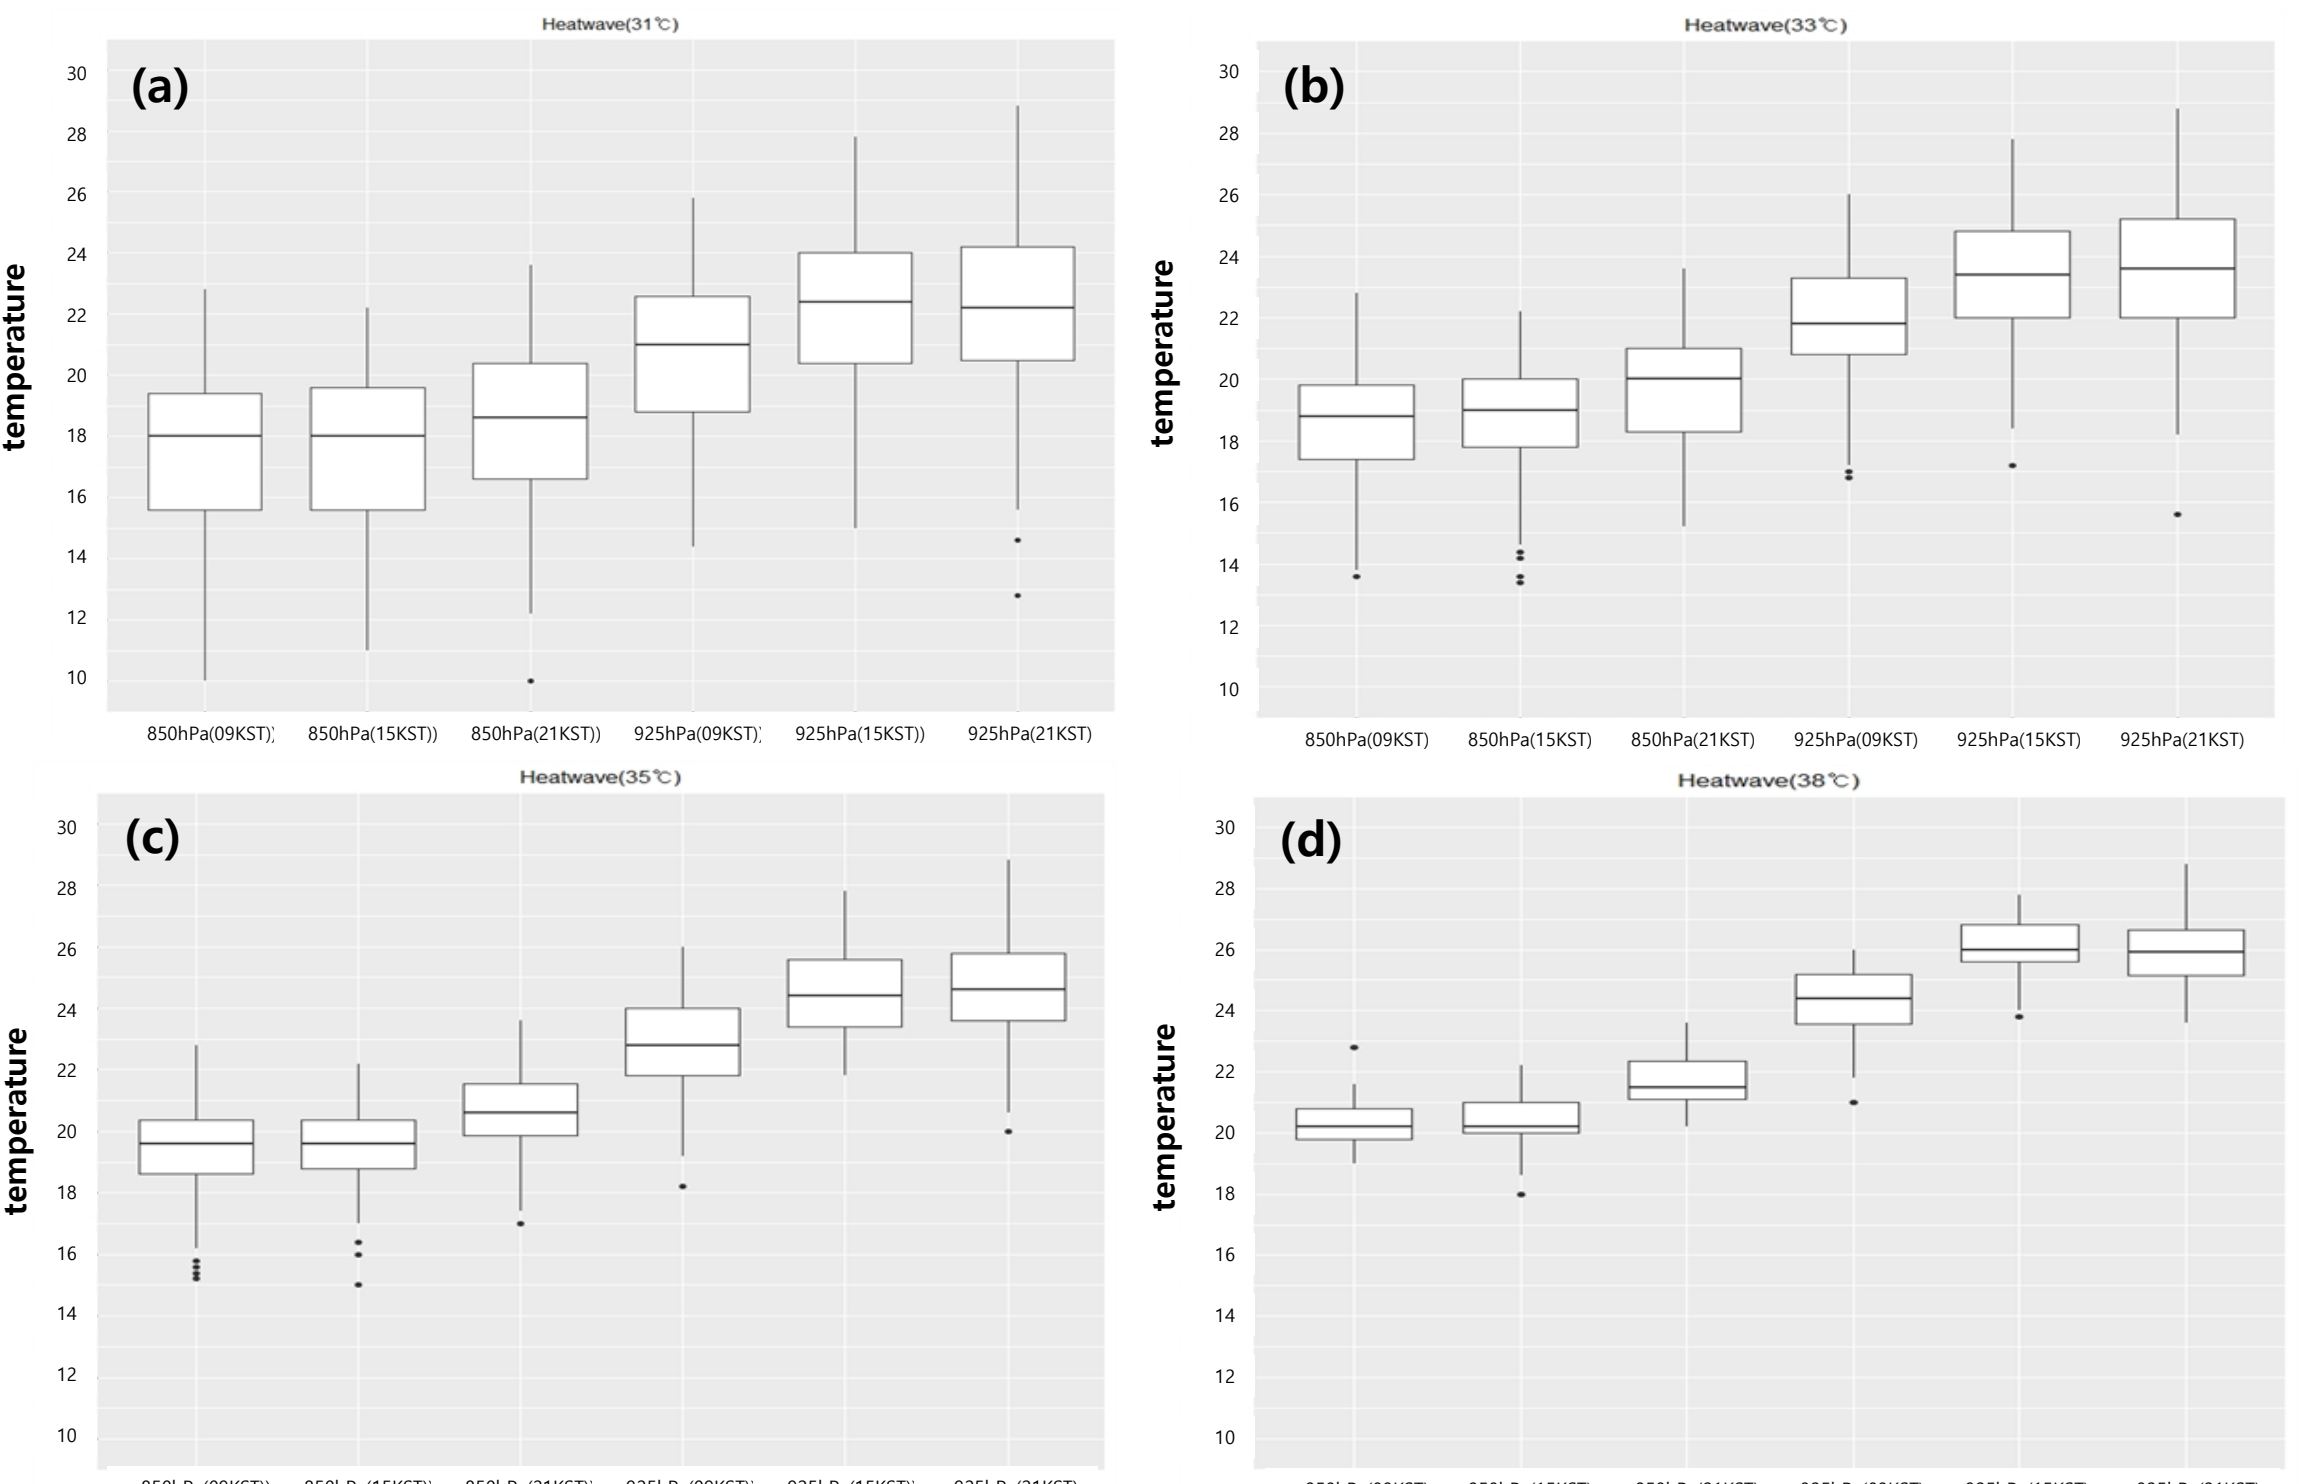 Heatwave(31℃)
(a)
temperature
30
28
26
24
22
20
18
16
14
12
10
850hPa(09KST))
850hPa(15KST))
850hPa(21KST))
925hPa(09KST))
925hPa(15KST))
925hPa(21KST)
Heatwave(33℃)
(b)
temperature
30
28
26
24
22
20
18
16
14
12
10
850hPa(09KST)
850hPa(15KST)
850hPa(21KST)
925hPa(09KST)
925hPa(15KST)
925hPa(21KST)
Heatwave(35℃)
(c)
temperature
30
28
26
24
22
20
18
16
14
12
10
Heatwave(38℃)
(d)
temperature
30
28
26
24
22
20
18
16
14
12
10